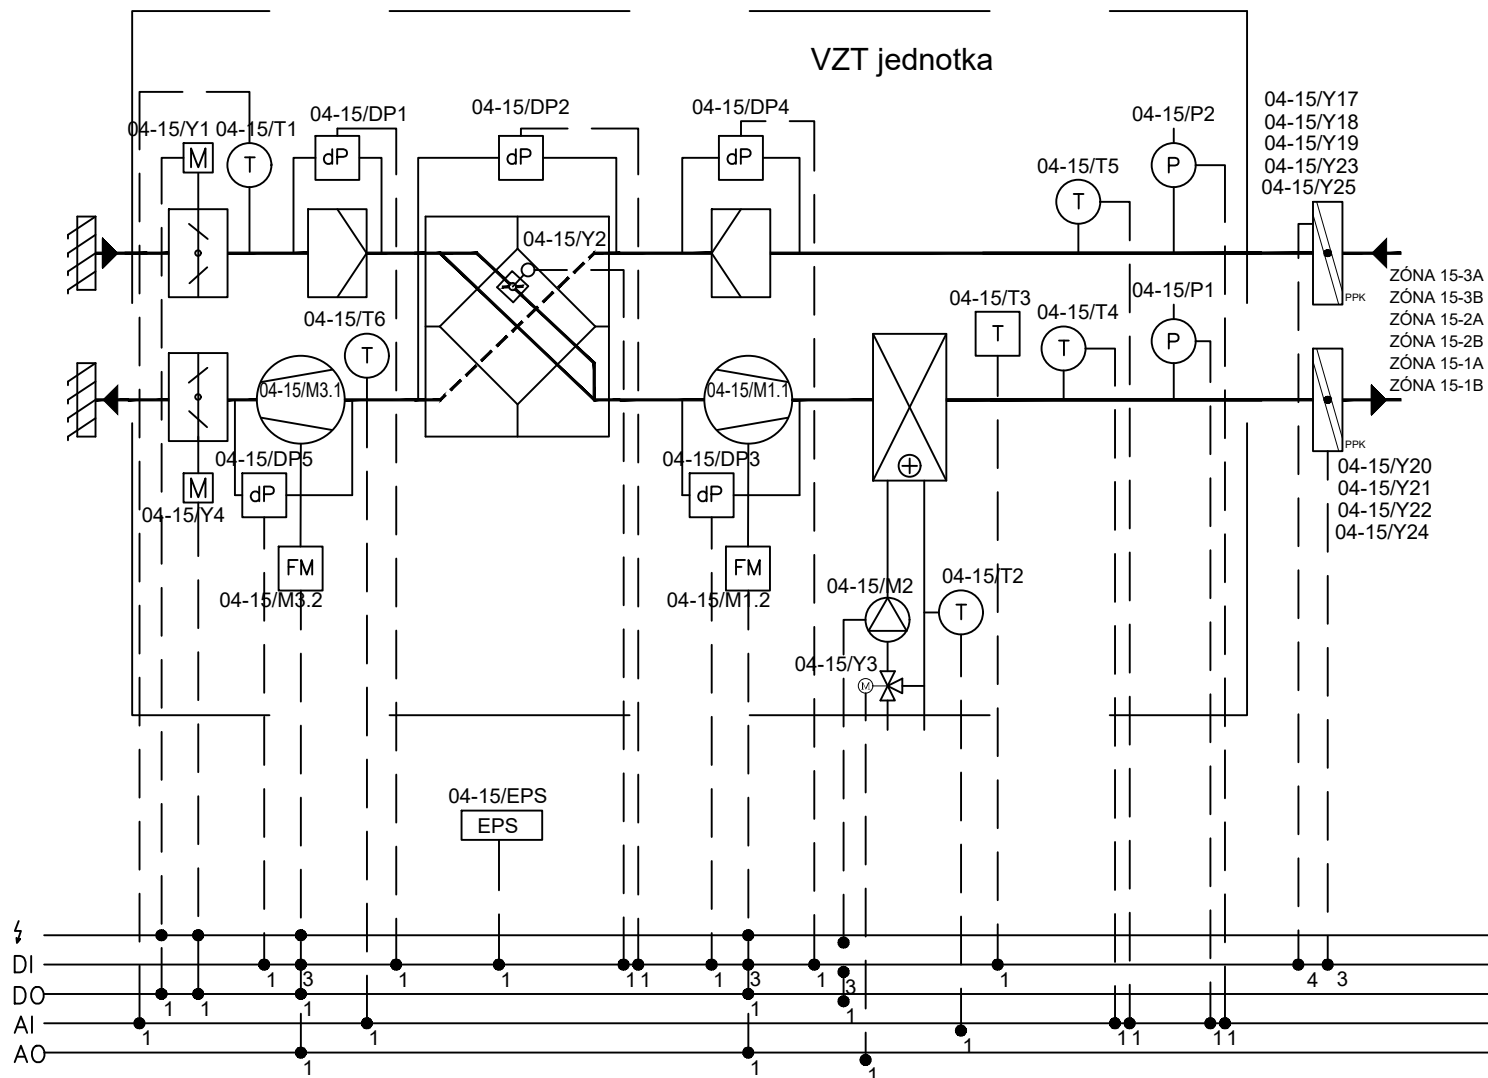 VZT jednotka
04-15/Y1
04-15/T1
04-15/DP1
04-15/DP2
04-15/DP4
04-15/P2
04-15/T5
04-15/Y17
04-15/Y18
04-15/Y19
04-15/Y23
04-15/Y25
M
T
dP
dP
dP
T
P
04-15/Y2
PPK
ZÓNA 15-3A
ZÓNA 15-3B
ZÓNA 15-2A
ZÓNA 15-2B
ZÓNA 15-1A
ZÓNA 15-1B
04-15/T6
T
04-15/T3
T
04-15/T4
T
04-15/P1
P
04-15/M3.1
04-15/M1.1
PPK
04-15/DP5
M
dP
04-15/Y4
04-15/DP3
dP
04-15/Y20
04-15/Y21
04-15/Y22
04-15/Y24
FM
04-15/M3.2
FM
04-15/M1.2
04-15/M2
04-15/T2
T
04-15/Y3
M
04-15/EPS
EPS
DI
1 3 1 1 1 1 1 3 1 3 1 4 3
DO
1 1 1 1 1
AI
1 1 1 1 1 1 1
AO
1 1 1